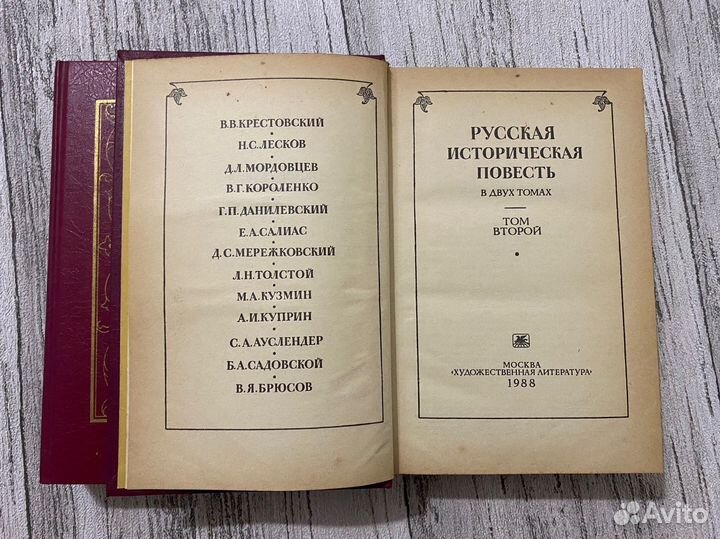 В.В.КРЕСТОВСКИЙ
Н.С.ЛЕСКОВ
Д.Л.МОРДОВЦЕВ
В.Г.КОРОЛЕНКО
Г.П.ДАНИЛЕВСКИЙ
Е.А.САЛИАС
Д.С.МЕРЕЖКОВСКИЙ
Л.Н.ТОЛСТОЙ
М.А.КУЗМИН
А.И.КУПРИН
С.А.АУСЛЕНДЕР
Б.А.САДОВСКОЙ
В.Я.БРЮСОВ
РУССКАЯ
ИСТОРИЧЕСКАЯ
ПОВЕСТЬ
В ДВУХ ТОМАХ
ТОМ
ВТОРОЙ
МОСКВА
«ХУДОЖЕСТВЕННАЯ ЛИТЕРАТУРА»
1988
Avito